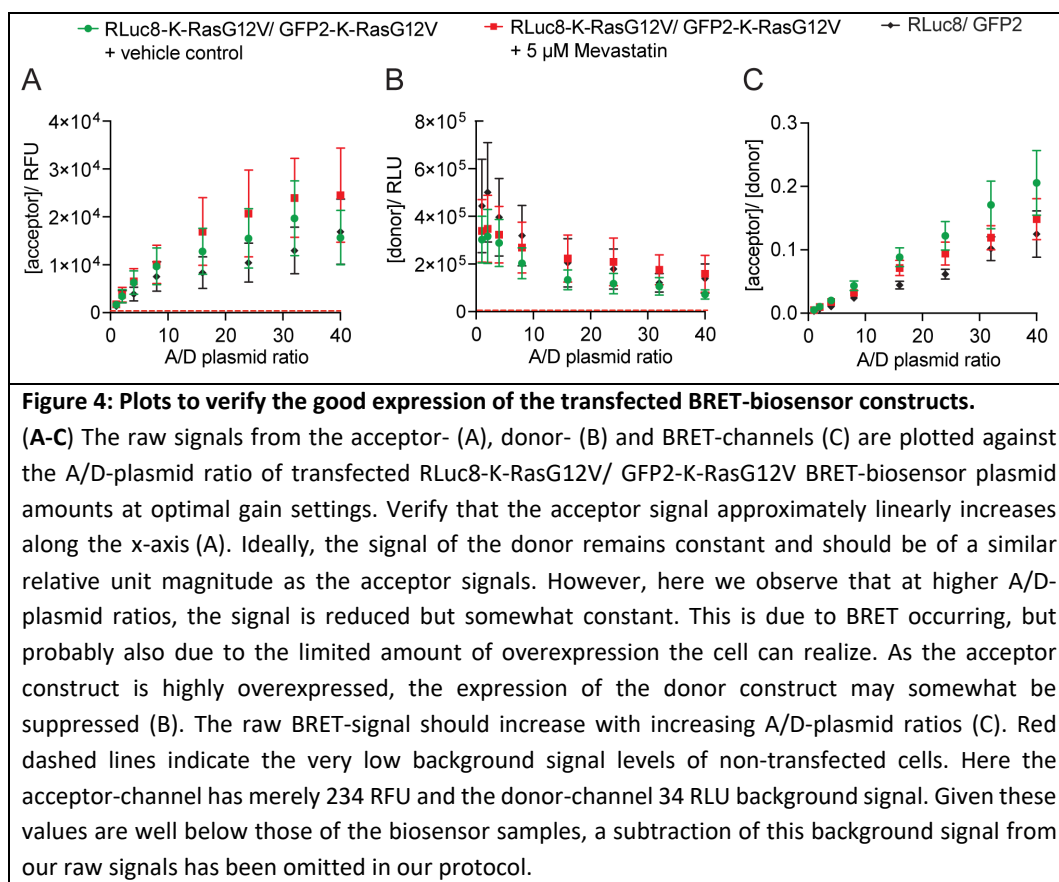 RLuc8-K-RasG12V/ GFP2-K-RasG12V
+ vehicle control
RLuc8-K-RasG12V/ GFP2-K-RasG12V
+ 5 µM Mevastatin
RLuc8/ GFP2
A
[acceptor]/ RFU
4×10⁴
3×10⁴
2×10⁴
1×10⁴
0
0 10 20 30 40
A/D plasmid ratio
B
[donor]/ RLU
8×10⁵
6×10⁵
4×10⁵
2×10⁵
0
0 10 20 30 40
A/D plasmid ratio
C
[acceptor]/ [donor]
0.3
0.2
0.1
0.0
0 10 20 30 40
A/D plasmid ratio
Figure 4: Plots to verify the good expression of the transfected BRET-biosensor constructs.
(A-C) The raw signals from the acceptor- (A), donor- (B) and BRET-channels (C) are plotted against
the A/D-plasmid ratio of transfected RLuc8-K-RasG12V/ GFP2-K-RasG12V BRET-biosensor plasmid
amounts at optimal gain settings. Verify that the acceptor signal approximately linearly increases
along the x-axis (A). Ideally, the signal of the donor remains constant and should be of a similar
relative unit magnitude as the acceptor signals. However, here we observe that at higher A/D-
plasmid ratios, the signal is reduced but somewhat constant. This is due to BRET occurring, but
probably also due to the limited amount of overexpression the cell can realize. As the acceptor
construct is highly overexpressed, the expression of the donor construct may somewhat be
suppressed (B). The raw BRET-signal should increase with increasing A/D-plasmid ratios (C). Red
dashed lines indicate the very low background signal levels of non-transfected cells. Here the
acceptor-channel has merely 234 RFU and the donor-channel 34 RLU background signal. Given these
values are well below those of the biosensor samples, a subtraction of this background signal from
our raw signals has been omitted in our protocol.